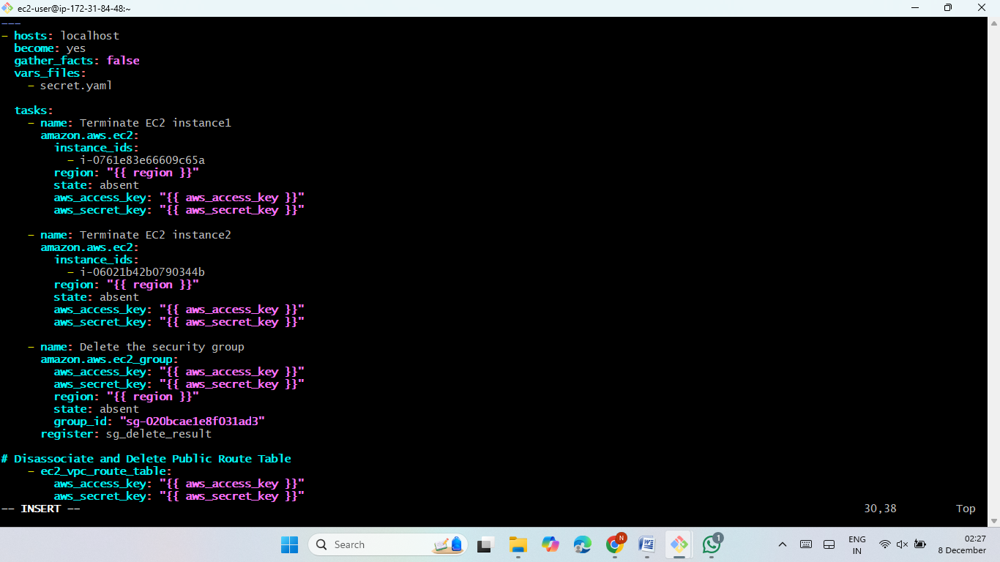 ec2-user@ip-172-31-84-48:~
---
- hosts: localhost
  become: yes
  gather_facts: false
  vars_files:
    - secret.yaml

  tasks:
    - name: Terminate EC2 instance1
      amazon.aws.ec2:
        instance_ids:
          - i-0761e83e66609c65a
        region: "{{ region }}"
        state: absent
        aws_access_key: "{{ aws_access_key }}"
        aws_secret_key: "{{ aws_secret_key }}"

    - name: Terminate EC2 instance2
      amazon.aws.ec2:
        instance_ids:
          - i-06021b42b0790344b
        region: "{{ region }}"
        state: absent
        aws_access_key: "{{ aws_access_key }}"
        aws_secret_key: "{{ aws_secret_key }}"

    - name: Delete the security group
      amazon.aws.ec2_group:
        aws_access_key: "{{ aws_access_key }}"
        aws_secret_key: "{{ aws_secret_key }}"
        region: "{{ region }}"
        state: absent
        group_id: "sg-020bcae1e8f031ad3"
      register: sg_delete_result

# Disassociate and Delete Public Route Table
    - ec2_vpc_route_table:
        aws_access_key: "{{ aws_access_key }}"
        aws_secret_key: "{{ aws_secret_key }}"
-- INSERT -- 30,38 Top
Search
N
1
ENG
IN
02:27
8 December